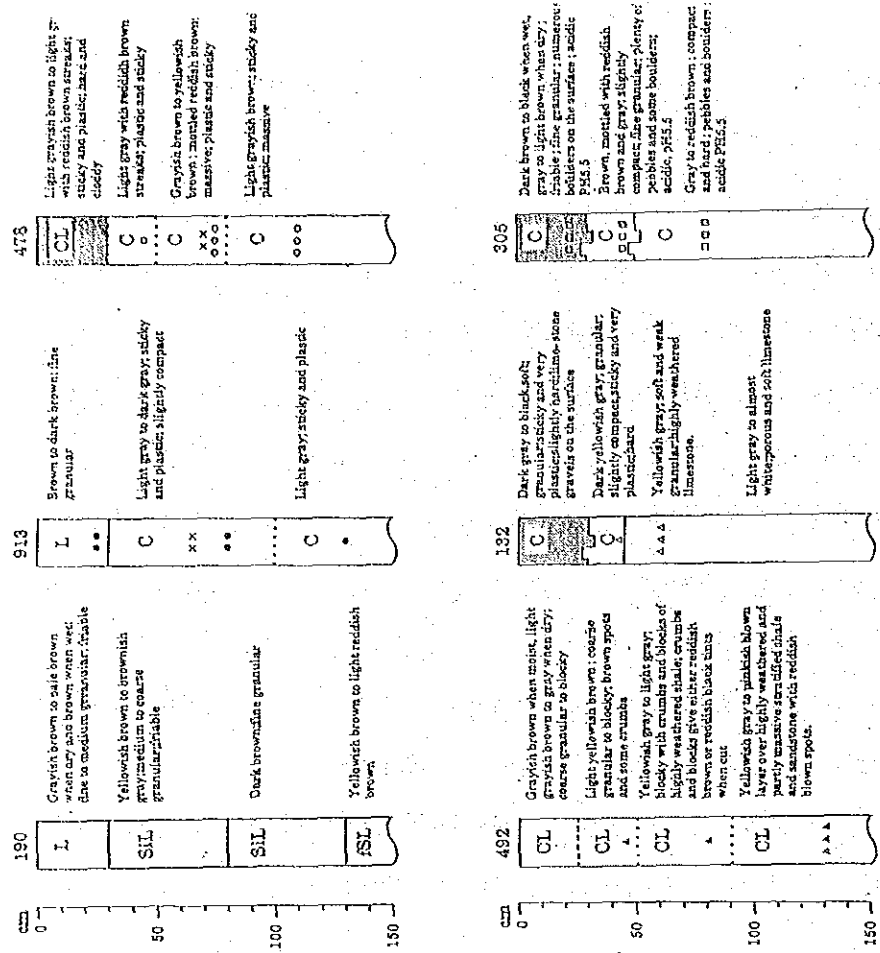 cm
0
50
100
150
190
L
SiL
SiL
fSL
Grayish brown to pale brown
when dry and brown when wet;
fine to medium granular; friable
Yellowish brown to brownish
gray;medium to coarse
granular;friable
Dark brown;fine granular
Yellowish brown to light reddish
brown
913
L
C
x x
C
Brown to dark brown; fine
granular
Light gray to dark gray; sticky
and plastic; slightly compact
Light gray; sticky and plastic
478
CL
C
C
x x
C
Light grayish brown to light gr-
with reddish brown streaks;
sticky and plastic;hard and
cloddy
Light gray with reddidh brown
streaks; plastic and sticky
Grayish brown to yellowish
brown ; mottled reddish brown;
massive; plastic and sticky
Light grayish brown; sticky and
plastic; massive
cm
0
50
100
150
492
CL
CL
CL
CL
Grayish brown when moist, light
grayish brown to gray when dry;
coarse granular to blocky
Light yellowish brown ; coarse
granular to blocky; brown spots
and some crumbs
Yellowish gray to light gray;
blocky with crumbs and blocks of
highly weathered shale; crumbs
and blocks give either reddish
brown or reddish black tints
when cut
Yellowish gray to pinkish blown
layer over highly weathered and
partly massive stratified shale
and sandstone with reddish
blown spots.
132
C
C
Dark gray to black,soft;
granular;sticky and very
plastic;slightly hard;limo-stone
gravels on the surface
Dark yellowish gray; granular;
slightly compact;sticky and very
plastic;hard
Yellowish gray; soft and weak
granular;highly weathered
limestone.
Light gray to almost
white;porous and soft limestone
305
C
C
C
Dark brown to black when wet,
gray to light brown when dry;
friable ; fine granular ; numerous
boulders on the surface ; acidic
PH5.5
Brown, mottled with reddish
brown and gray; slightly
compact; fine granular; plenty of
pebbles and some boulders;
acidic, pH5.5
Gray to reddish brown ; compact
and hard ; pebbles and boulders ;
acidic PH5.5.